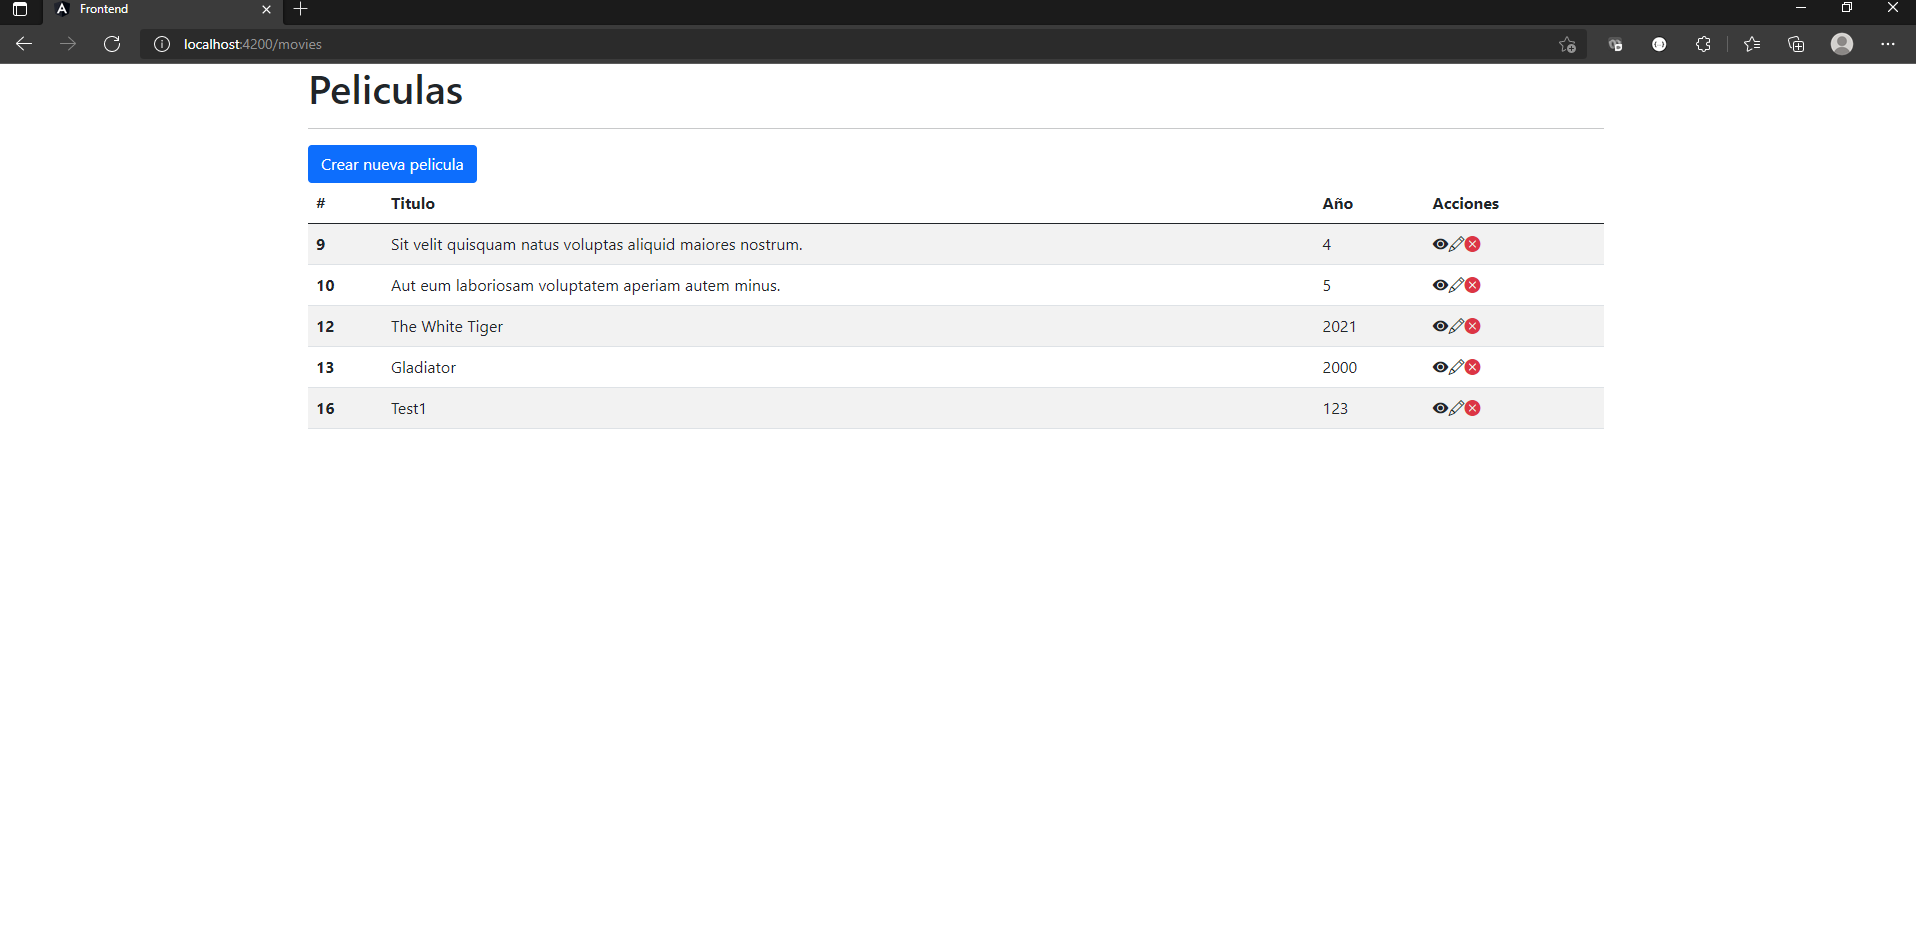 Frontend
localhost:4200/movies
Peliculas
Crear nueva pelicula
# Titulo Año Acciones
9 Sit velit quisquam natus voluptas aliquid maiores nostrum. 4
10 Aut eum laboriosam voluptatem aperiam autem minus. 5
12 The White Tiger 2021
13 Gladiator 2000
16 Test1 123